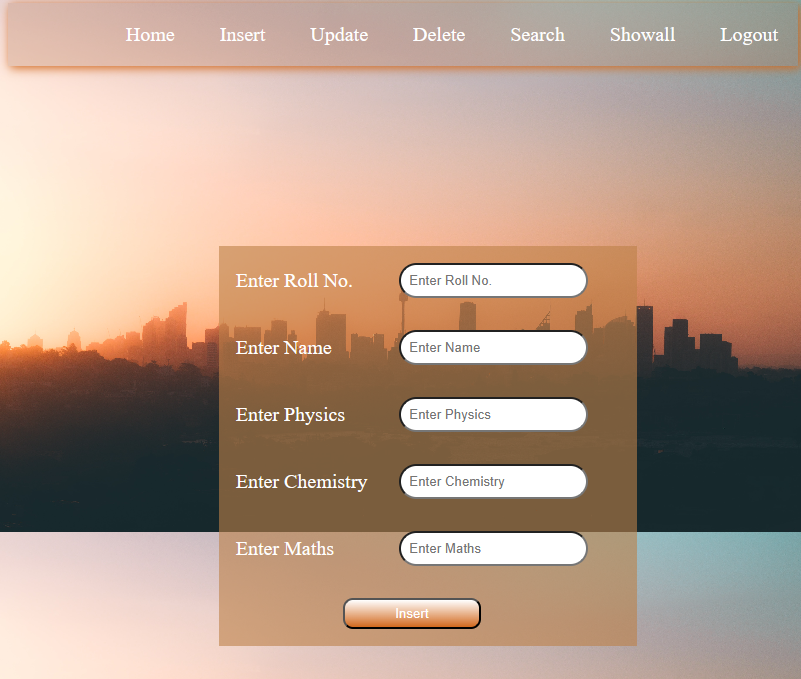 Home Insert Update Delete Search Showall Logout
Enter Roll No. Enter Roll No.
Enter Name Enter Name
Enter Physics Enter Physics
Enter Chemistry Enter Chemistry
Enter Maths Enter Maths
Insert